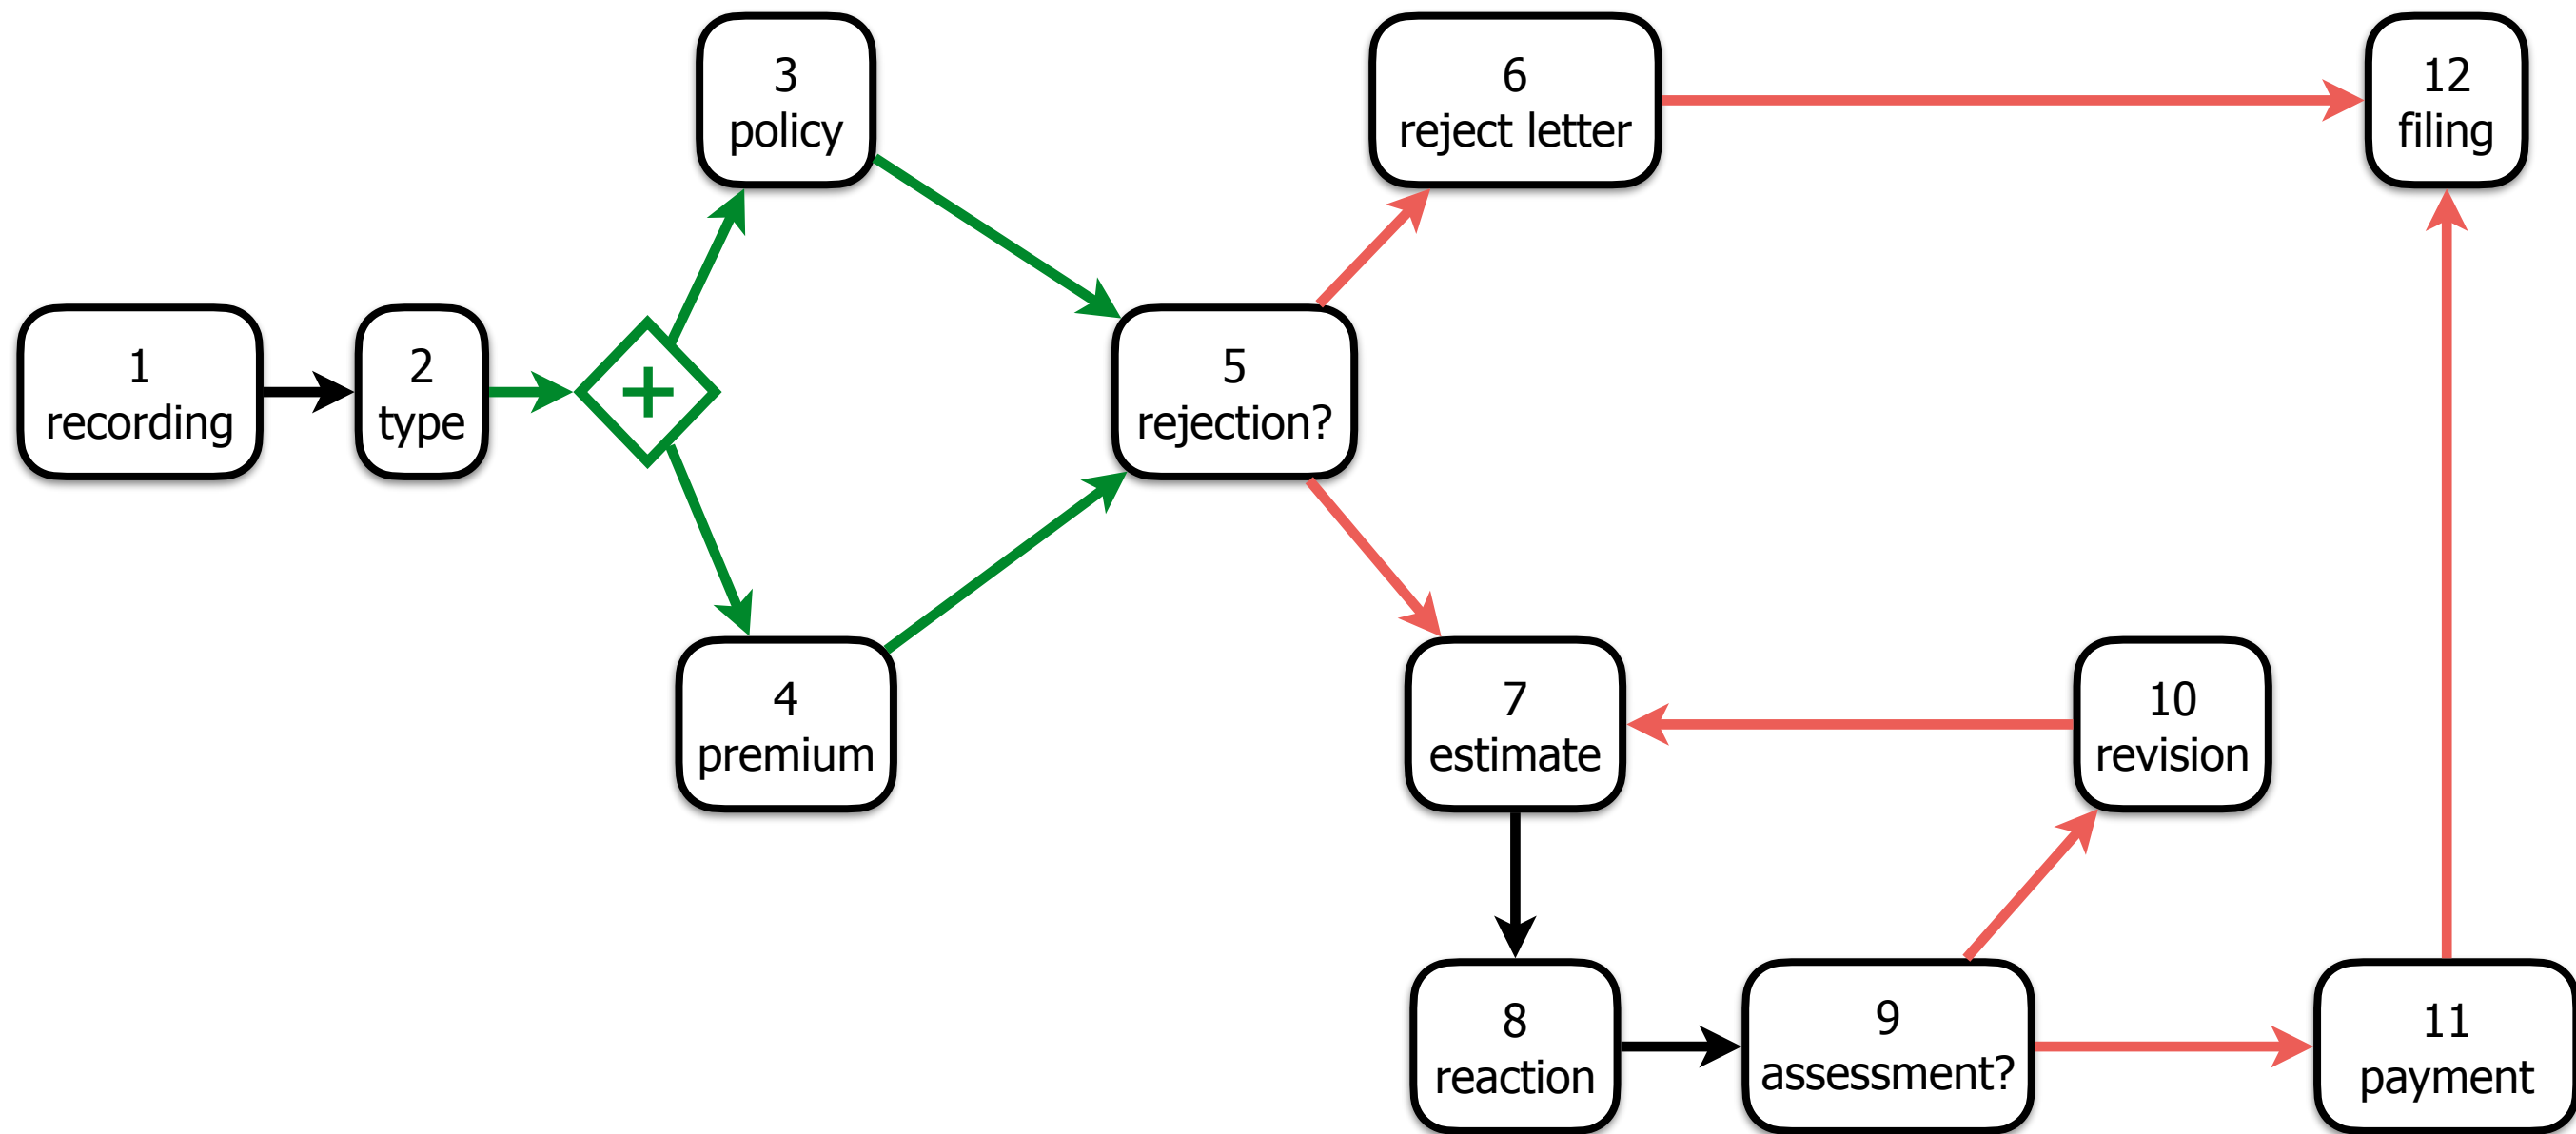 3
policy
6
reject letter
12
filing
1
recording
2
type
+
5
rejection?
4
premium
7
estimate
10
revision
8
reaction
9
assessment?
11
payment